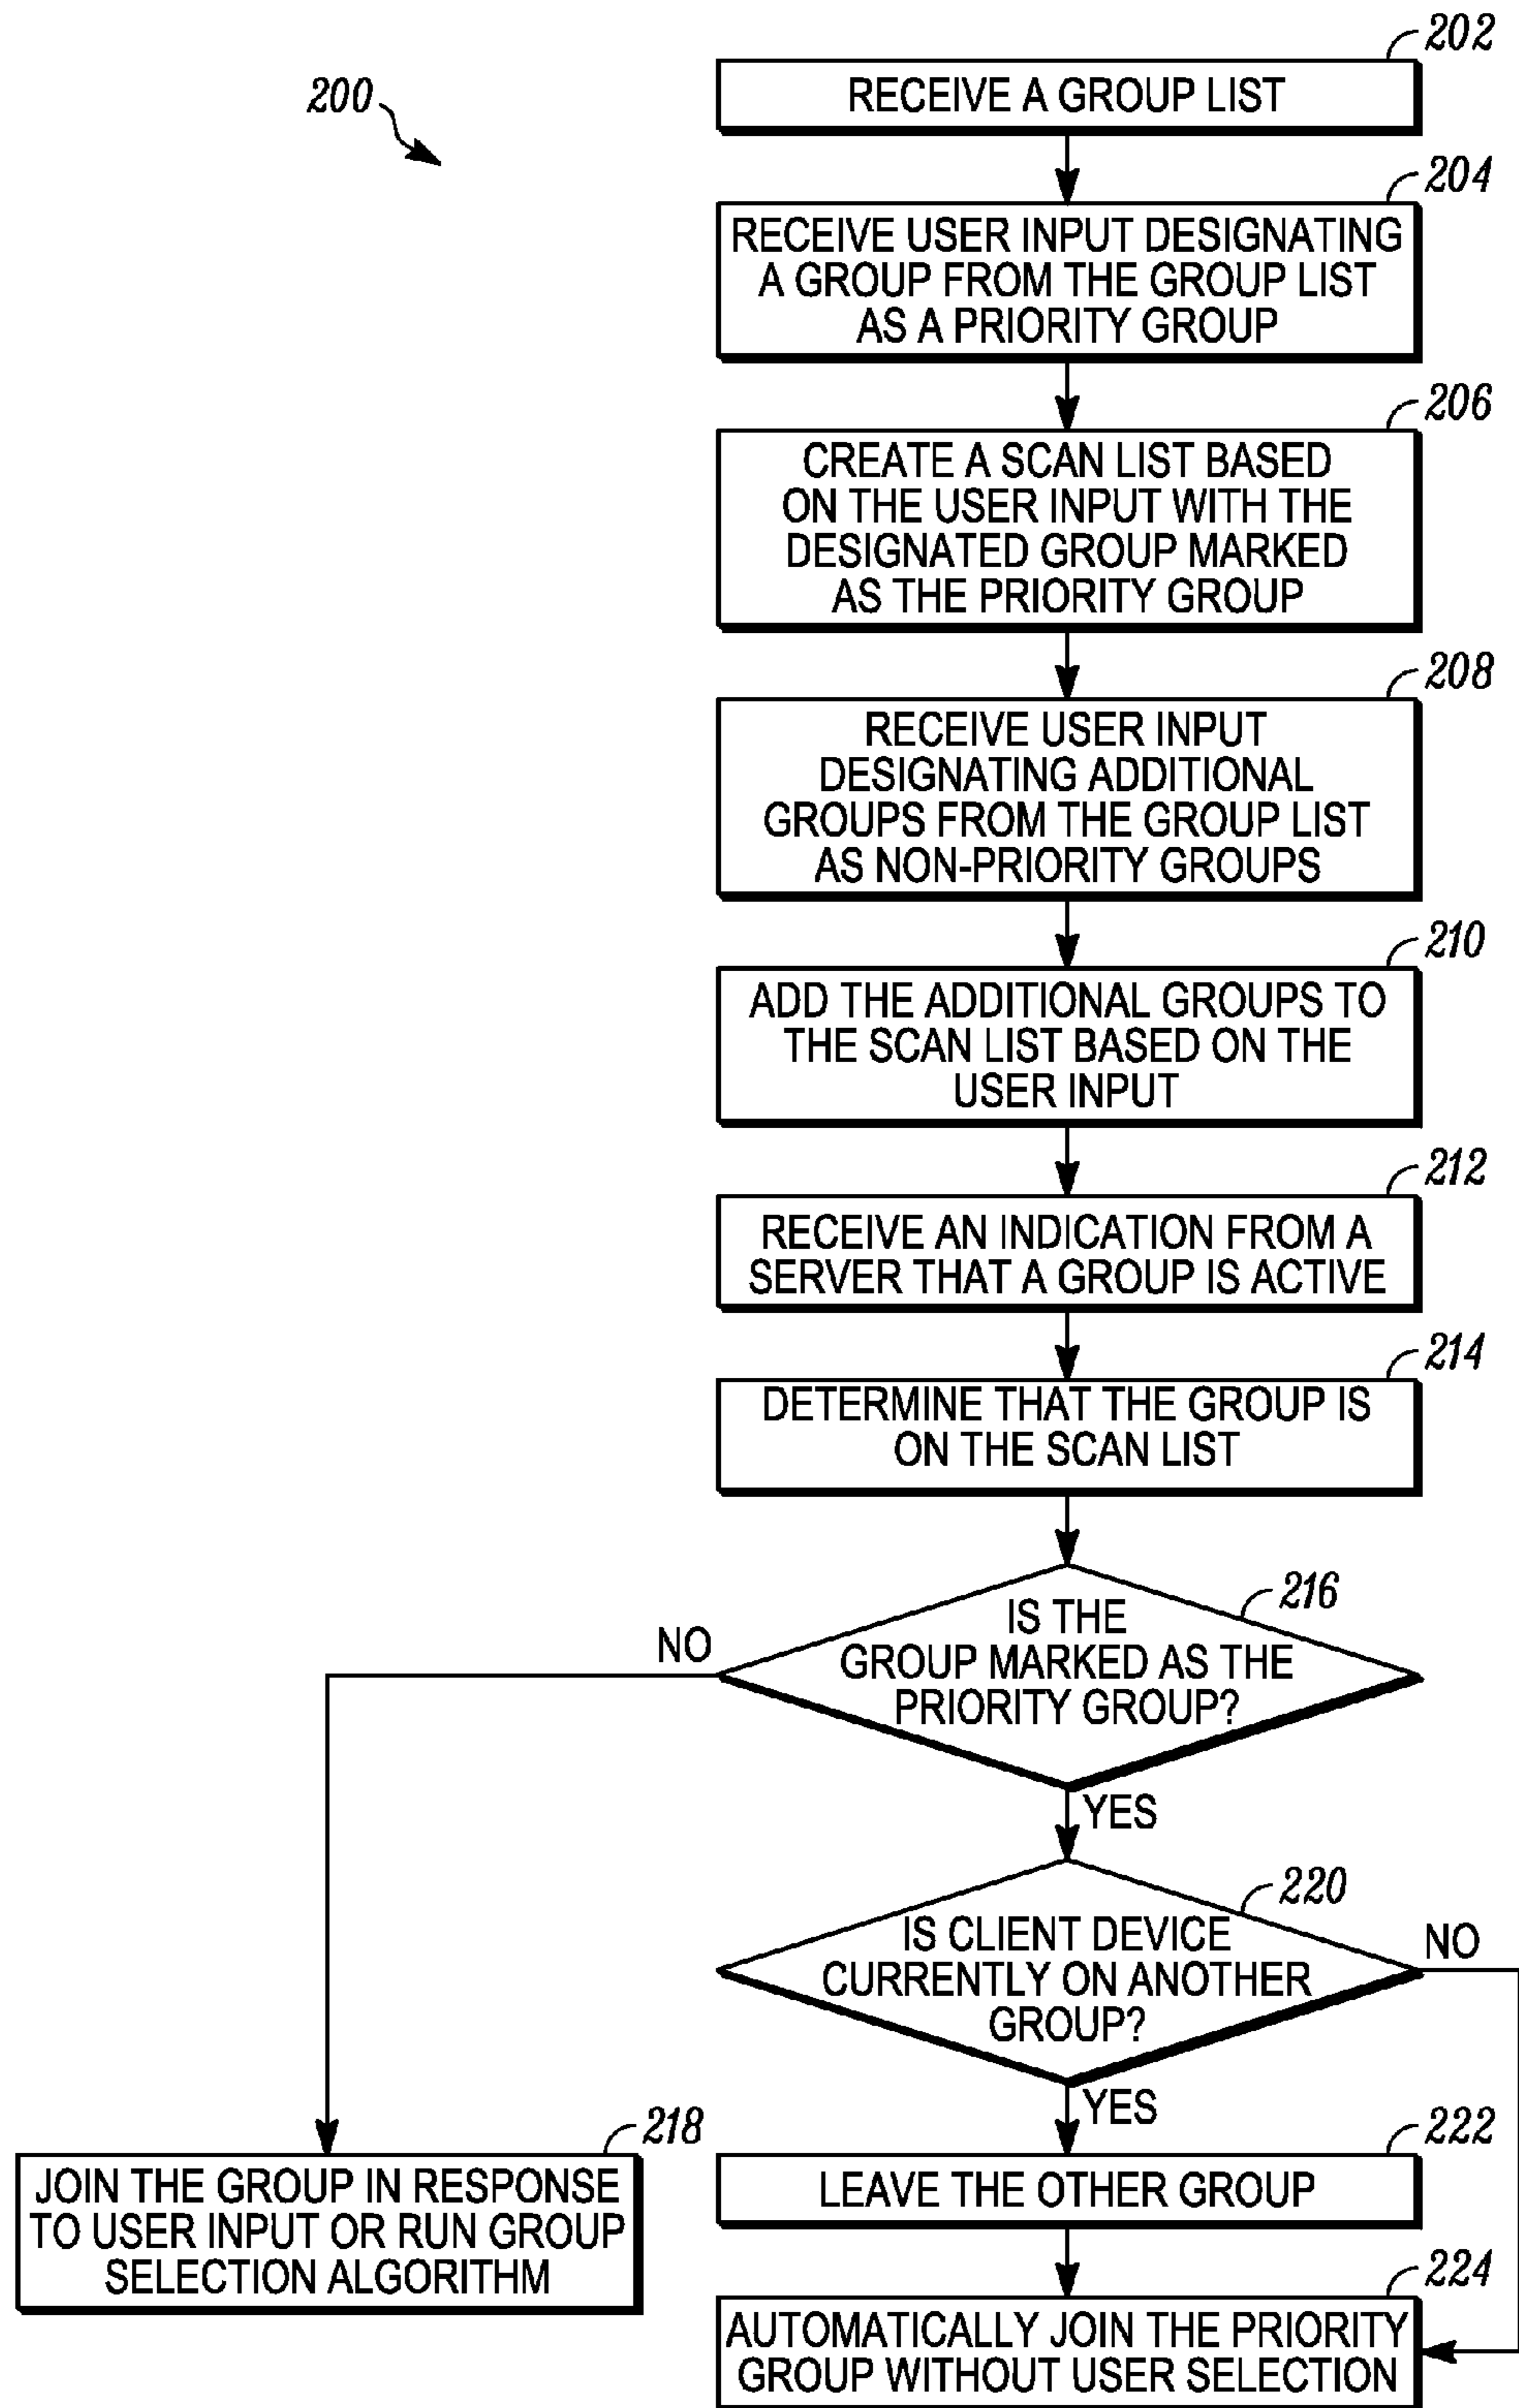 202
RECEIVE A GROUP LIST
200
204
RECEIVE USER INPUT DESIGNATING
A GROUP FROM THE GROUP LIST
AS A PRIORITY GROUP
206
CREATE A SCAN LIST BASED
ON THE USER INPUT WITH THE
DESIGNATED GROUP MARKED
AS THE PRIORITY GROUP
208
RECEIVE USER INPUT
DESIGNATING ADDITIONAL
GROUPS FROM THE GROUP LIST
AS NON-PRIORITY GROUPS
210
ADD THE ADDITIONAL GROUPS TO
THE SCAN LIST BASED ON THE
USER INPUT
212
RECEIVE AN INDICATION FROM A
SERVER THAT A GROUP IS ACTIVE
214
DETERMINE THAT THE GROUP IS
ON THE SCAN LIST
216
IS THE
GROUP MARKED AS THE
PRIORITY GROUP?
NO
YES
220
IS CLIENT DEVICE
CURRENTLY ON ANOTHER
GROUP?
NO
YES
218
JOIN THE GROUP IN RESPONSE
TO USER INPUT OR RUN GROUP
SELECTION ALGORITHM
222
LEAVE THE OTHER GROUP
224
AUTOMATICALLY JOIN THE PRIORITY
GROUP WITHOUT USER SELECTION